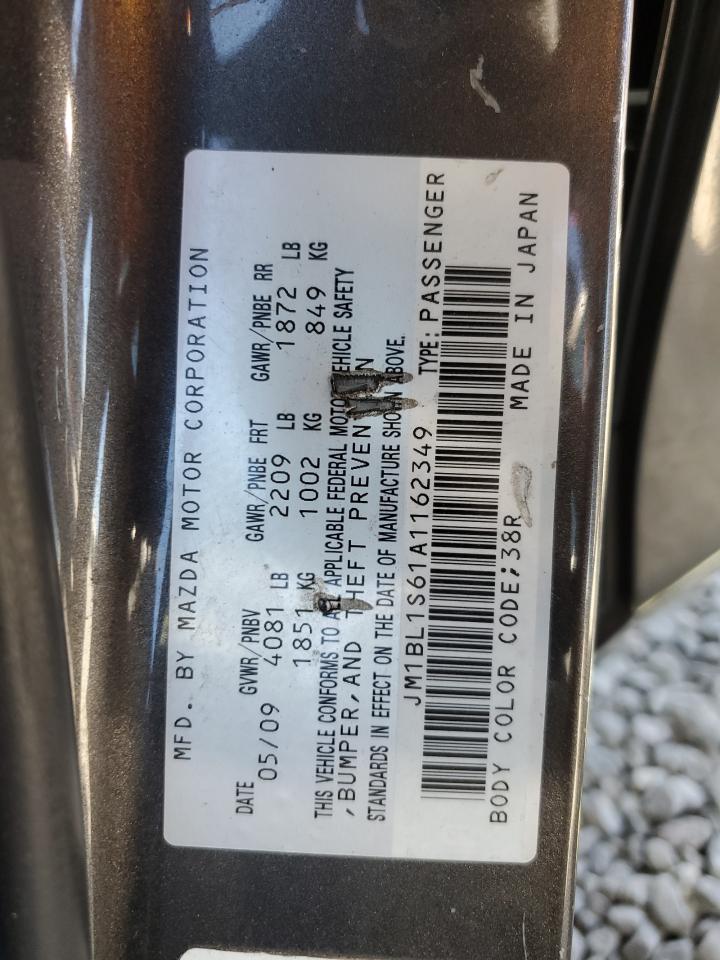 MFD. BY MAZDA MOTOR CORPORATION
DATE GVWR/PNBV GAWR/PNBE FRT GAWR/PNBE RR
05/09 4081 LB 2209 LB 1872 LB
1851 KG 1002 KG 849 KG
THIS VEHICLE CONFORMS TO ALL APPLICABLE FEDERAL MOTOR VEHICLE SAFETY
, BUMPER, AND THEFT PREVENTION
STANDARDS IN EFFECT ON THE DATE OF MANUFACTURE SHOWN ABOVE.
JM1BL1S61A1162349 TYPE: PASSENGER
BODY COLOR CODE;38R MADE IN JAPAN